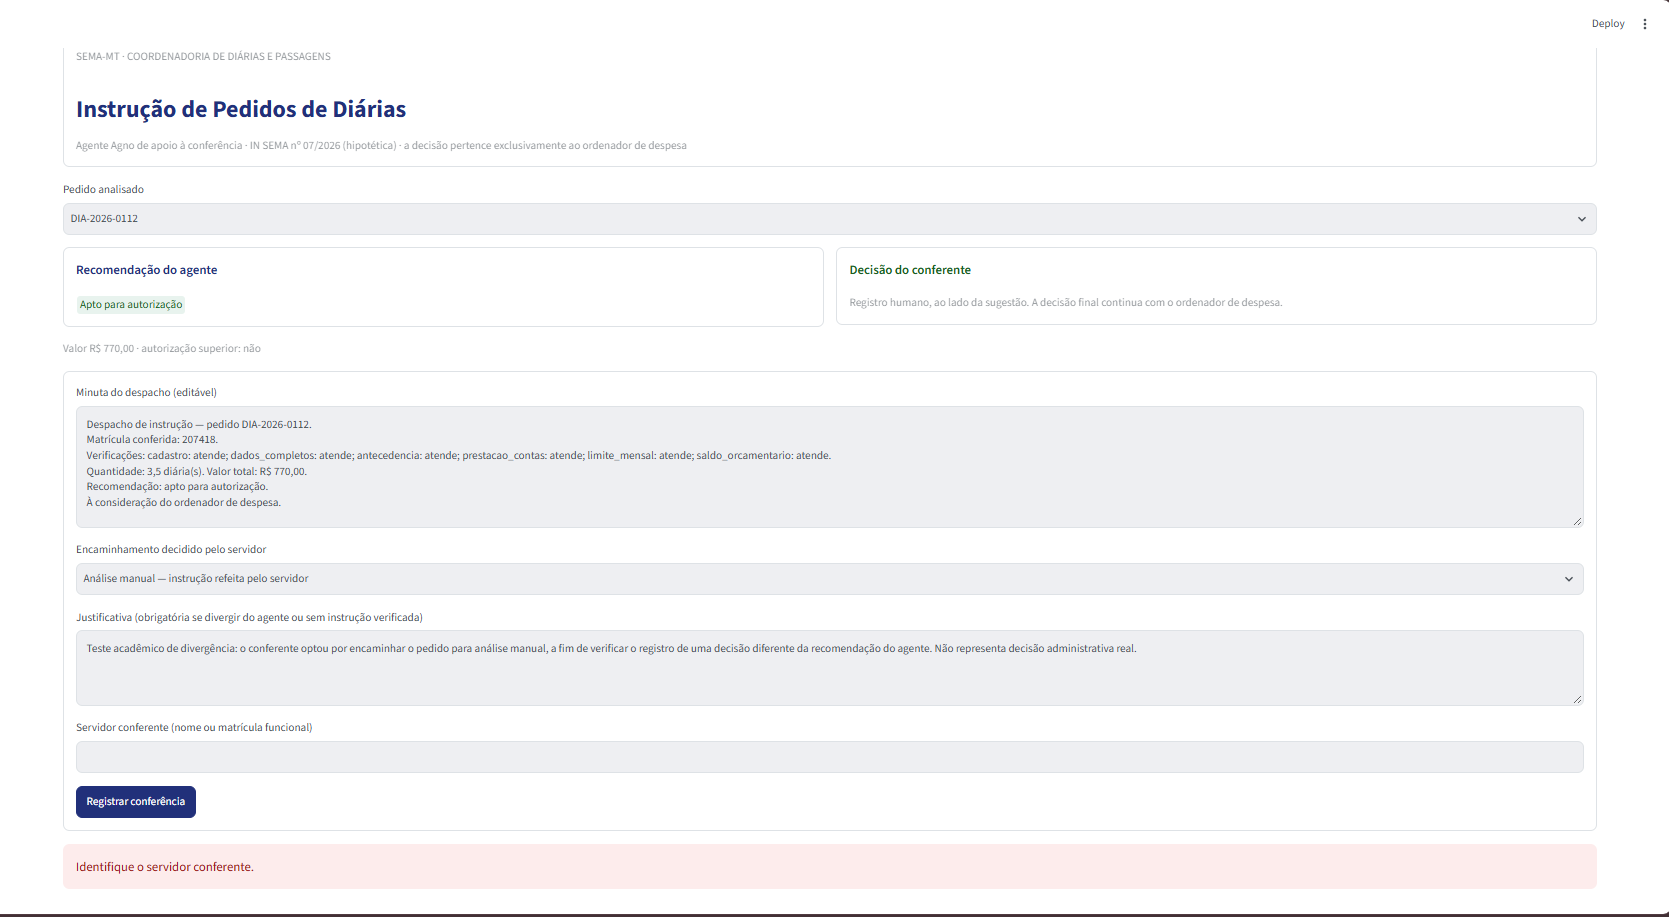 Deploy
SEMA-MT · COORDENADORIA DE DIÁRIAS E PASSAGENS
Instrução de Pedidos de Diárias
Agente Agno de apoio à conferência · IN SEMA nº 07/2026 (hipotética) · a decisão pertence exclusivamente ao ordenador de despesa
Pedido analisado
DIA-2026-0112
Recomendação do agente
Apto para autorização
Decisão do conferente
Registro humano, ao lado da sugestão. A decisão final continua com o ordenador de despesa.
Valor R$ 770,00 · autorização superior: não
Minuta do despacho (editável)
Despacho de instrução — pedido DIA-2026-0112.
Matrícula conferida: 207418.
Verificações: cadastro: atende; dados_completos: atende; antecedencia: atende; prestacao_contas: atende; limite_mensal: atende; saldo_orcamentario: atende.
Quantidade: 3,5 diária(s). Valor total: R$ 770,00.
Recomendação: apto para autorização.
À consideração do ordenador de despesa.
Encaminhamento decidido pelo servidor
Análise manual — instrução refeita pelo servidor
Justificativa (obrigatória se divergir do agente ou sem instrução verificada)
Teste acadêmico de divergência: o conferente optou por encaminhar o pedido para análise manual, a fim de verificar o registro de uma decisão diferente da recomendação do agente. Não representa decisão administrativa real.
Servidor conferente (nome ou matrícula funcional)
Registrar conferência
Identifique o servidor conferente.